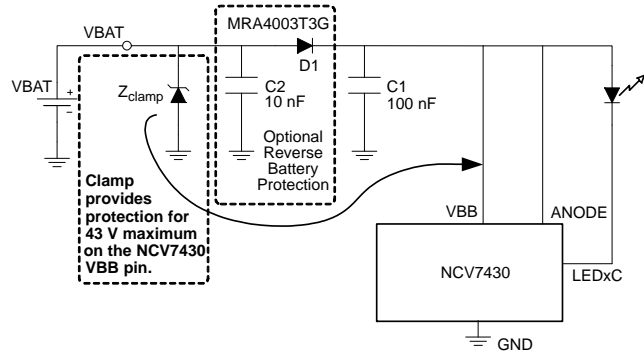 MRA4003T3G
VBAT
D1
VBAT
+
−
Zclamp
C2
10 nF
C1
100 nF
Optional
Reverse
Battery
Protection
Clamp
provides
protection for
43 V maximum
on the NCV7430
VBB pin.
VBB
ANODE
NCV7430
LEDxC
GND